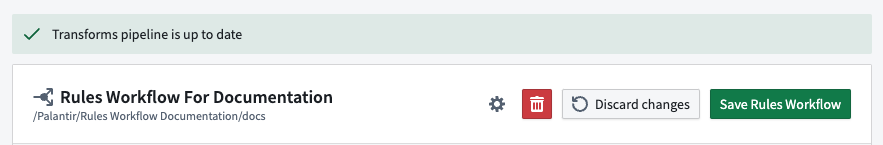 Transforms pipeline is up to date
Rules Workflow For Documentation
/Palantir/Rules Workflow Documentation/docs
Discard changes
Save Rules Workflow